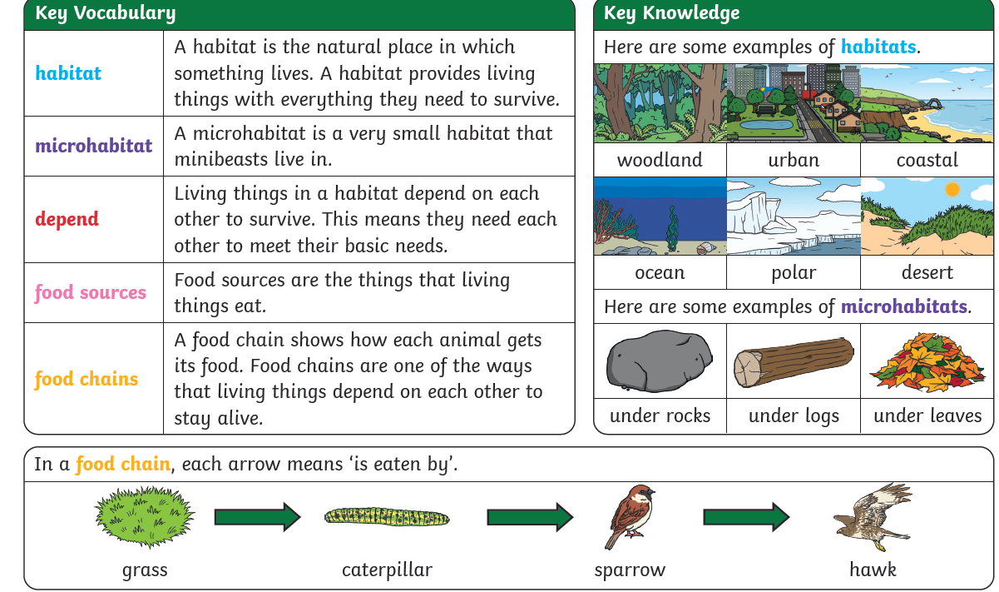 Key Vocabulary
habitat
A habitat is the natural place in which
something lives. A habitat provides living
things with everything they need to survive.
microhabitat
A microhabitat is a very small habitat that
minibeasts live in.
depend
Living things in a habitat depend on each
other to survive. This means they need each
other to meet their basic needs.
food sources
Food sources are the things that living
things eat.
food chains
A food chain shows how each animal gets
its food. Food chains are one of the ways
that living things depend on each other to
stay alive.
Key Knowledge
Here are some examples of habitats.
woodland urban coastal
ocean polar desert
Here are some examples of microhabitats.
under rocks under logs under leaves
In a food chain, each arrow means ‘is eaten by’.
grass caterpillar sparrow hawk